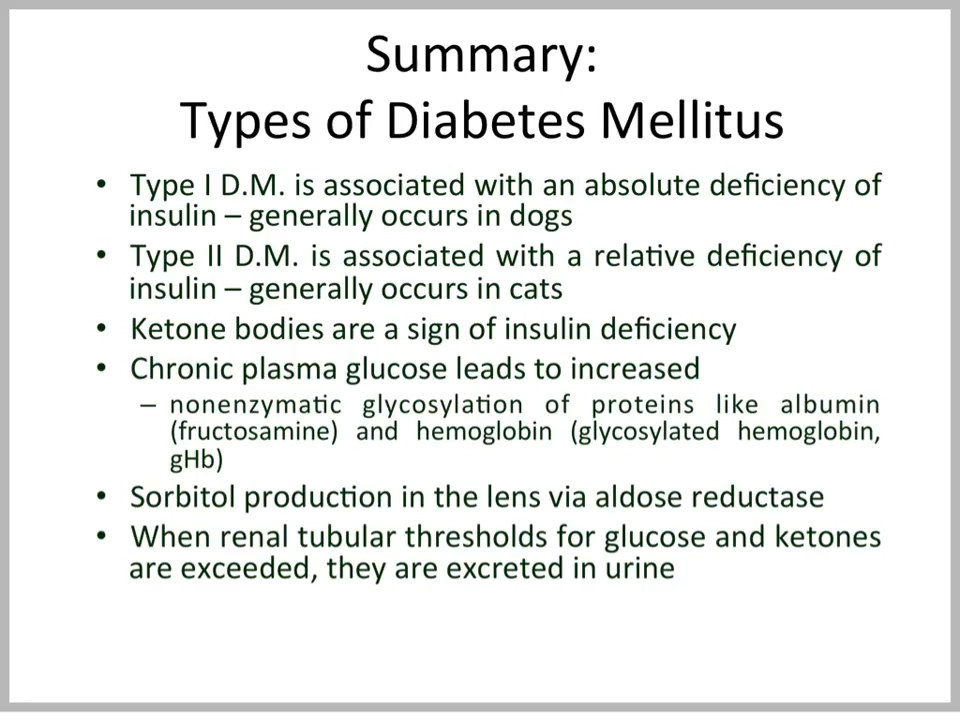 Summary:
Types of Diabetes Mellitus
• Type I D.M. is associated with an absolute deficiency of
insulin – generally occurs in dogs
• Type II D.M. is associated with a relative deficiency of
insulin – generally occurs in cats
• Ketone bodies are a sign of insulin deficiency
• Chronic plasma glucose leads to increased
– nonenzymatic glycosylation of proteins like albumin
(fructosamine) and hemoglobin (glycosylated hemoglobin,
gHb)
• Sorbitol production in the lens via aldose reductase
• When renal tubular thresholds for glucose and ketones
are exceeded, they are excreted in urine